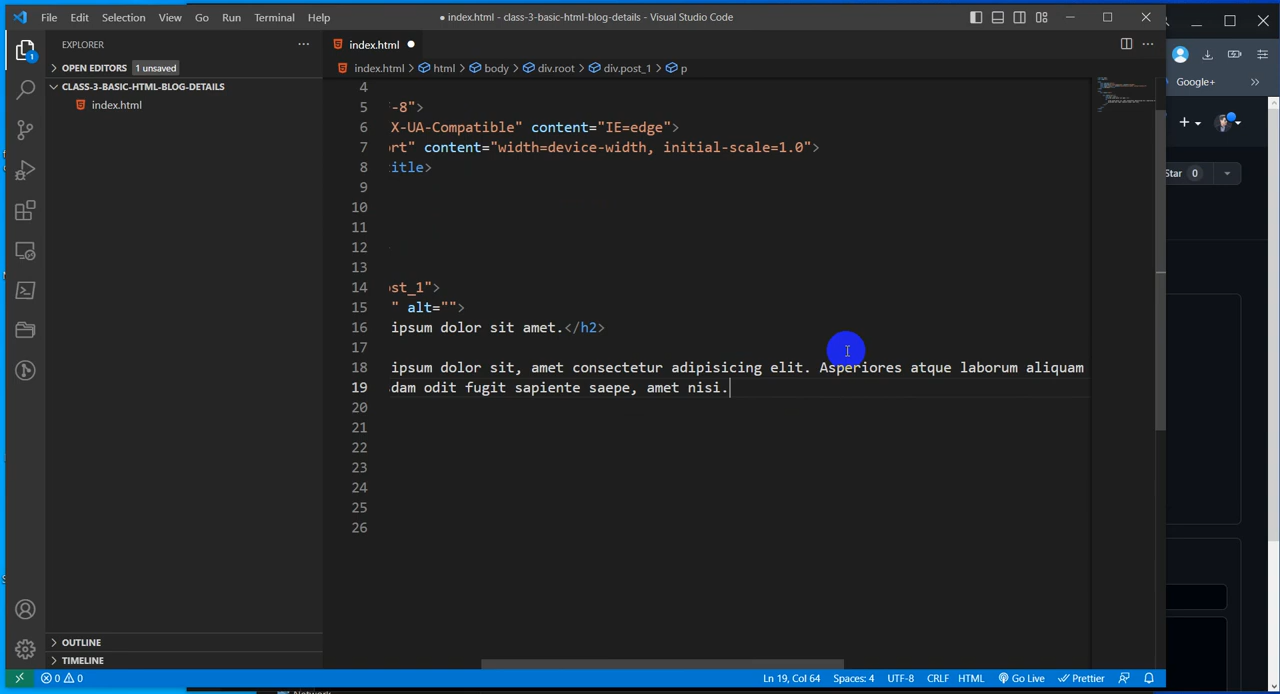 File Edit Selection View Go Run Terminal Help
● index.html - class-3-basic-html-blog-details - Visual Studio Code
EXPLORER
OPEN EDITORS 1 unsaved
CLASS-3-BASIC-HTML-BLOG-DETAILS
index.html
OUTLINE
TIMELINE
index.html
index.html > html > body > div.root > div.post_1 > p
4
5 -8">
6 X-UA-Compatible" content="IE=edge">
7 rt" content="width=device-width, initial-scale=1.0">
8 itle>
9
10
11
12
13
14 st_1">
15 " alt="">
16 ipsum dolor sit amet.</h2>
17
18 ipsum dolor sit, amet consectetur adipisicing elit. Asperiores atque laborum aliquam
19 dam odit fugit sapiente saepe, amet nisi.
20
21
22
23
24
25
26
0 0
Ln 19, Col 64 Spaces: 4 UTF-8 CRLF HTML Go Live Prettier
1
Google+
Star 0
Network